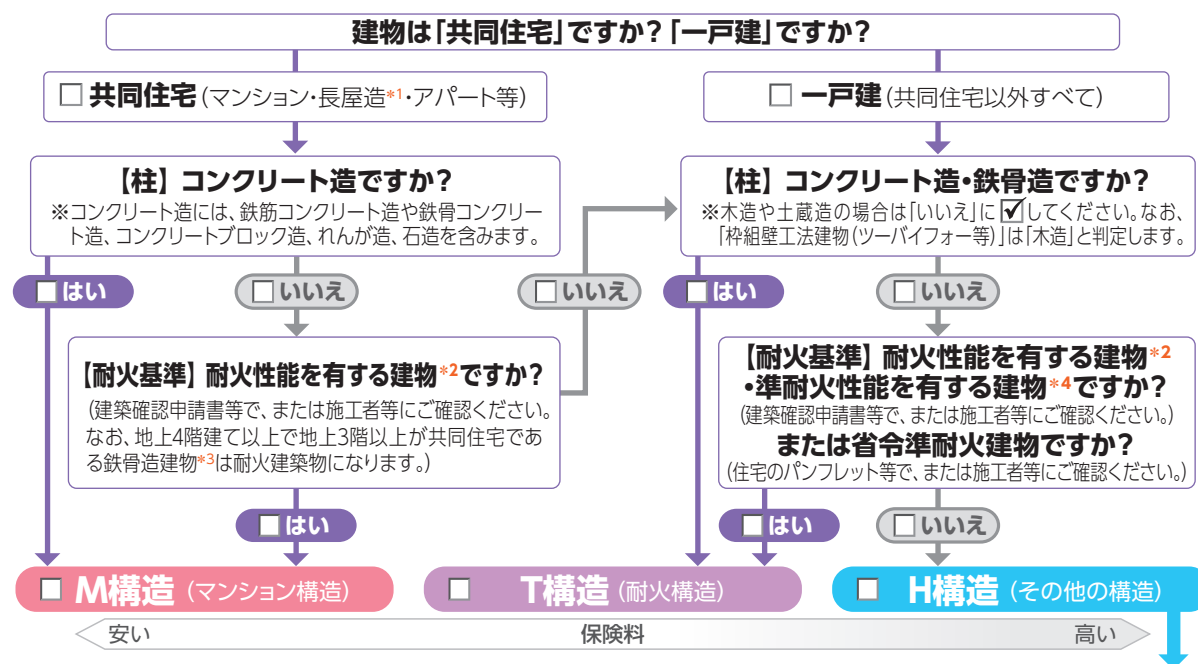 建物は「共同住宅」ですか?「一戸建」ですか?
共同住宅(マンション・長屋造*1・アパート等)
一戸建(共同住宅以外すべて)
【柱】コンクリート造ですか?
※コンクリート造には、鉄筋コンクリート造や鉄骨コンクリー
ト造、コンクリートブロック造、れんが造、石造を含みます。
【柱】コンクリート造・鉄骨造ですか?
※木造や土蔵造の場合は「いいえ」に☑してください。なお、
「枠組壁工法建物(ツーバイフォー等)」は「木造」と判定します。
はい
いいえ
いいえ
はい
いいえ
【耐火基準】耐火性能を有する建物*2ですか?
(建築確認申請書等で、または施工者等にご確認ください。
なお、地上4階建て以上で地上3階以上が共同住宅であ
る鉄骨造建物*3は耐火建築物になります。)
【耐火基準】耐火性能を有する建物*2
・準耐火性能を有する建物*4ですか?
(建築確認申請書等で、または施工者等にご確認ください。)
または省令準耐火建物ですか?
(住宅のパンフレット等で、または施工者等にご確認ください。)
はい
はい
いいえ
M構造(マンション構造)
T構造(耐火構造)
H構造(その他の構造)
安い 保険料 高い